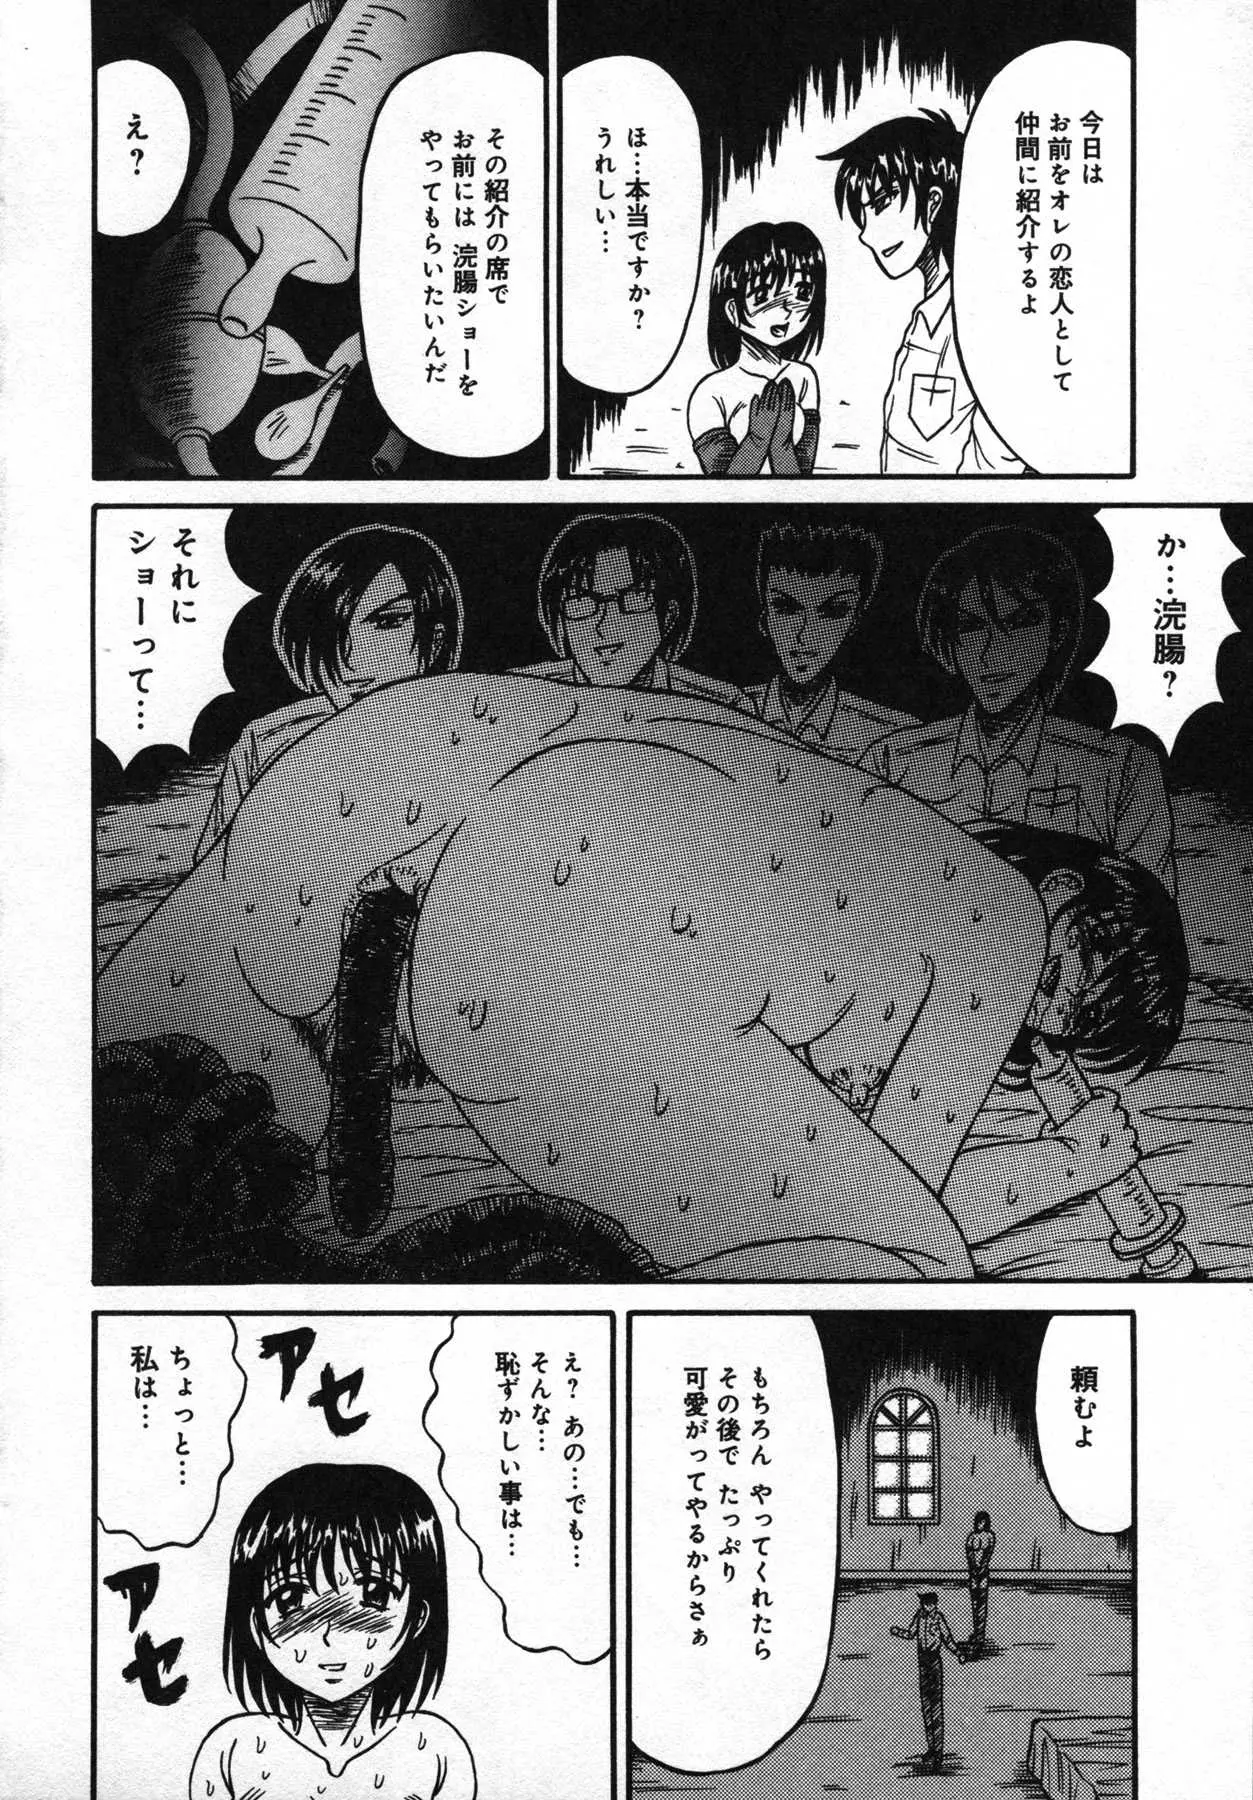 今日は
お前をオレの恋人として
仲間に紹介するよ
ほ…本当ですか?
うれしい…
その紹介の席で
お前には 浣腸ショーを
やってもらいたいんだ
え?
か…浣腸?
それに
ショーって…
頼むよ
もちろん やってくれたら
その後で たっぷり
可愛がってやるからさぁ
え? あの…でも…
そんな…
恥ずかしい事は…
アセ
ちょっと…
私は…
アセ